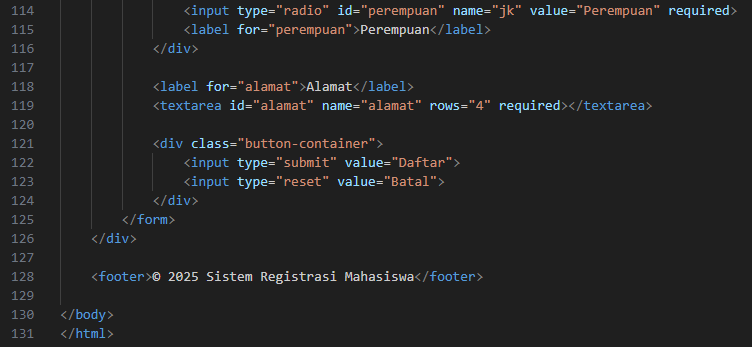 114 <input type="radio" id="perempuan" name="jk" value="Perempuan" required>
115 <label for="perempuan">Perempuan</label>
116 </div>
117
118 <label for="alamat">Alamat</label>
119 <textarea id="alamat" name="alamat" rows="4" required></textarea>
120
121 <div class="button-container">
122 <input type="submit" value="Daftar">
123 <input type="reset" value="Batal">
124 </div>
125 </form>
126 </div>
127
128 <footer>© 2025 Sistem Registrasi Mahasiswa</footer>
129
130 </body>
131 </html>